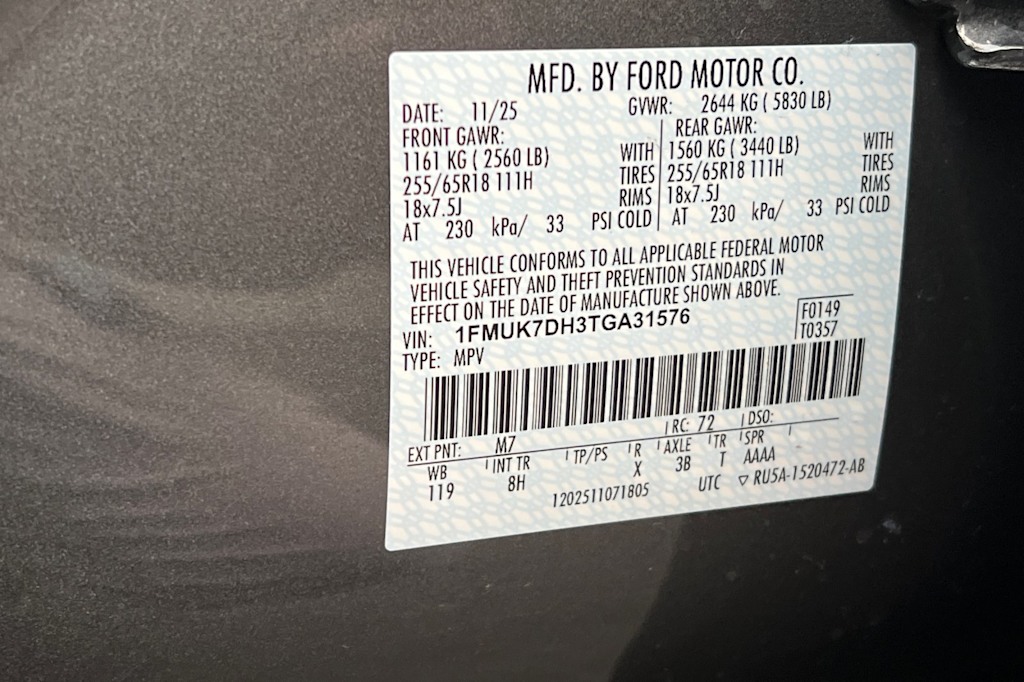 MFD. BY FORD MOTOR CO.
DATE: 11/25 GVWR: 2644 KG ( 5830 LB)
FRONT GAWR: REAR GAWR:
1161 KG ( 2560 LB) WITH 1560 KG ( 3440 LB) WITH
255/65R18 111H TIRES 255/65R18 111H TIRES
18x7.5J RIMS 18x7.5J RIMS
AT 230 kPa/ 33 PSI COLD AT 230 kPa/ 33 PSI COLD
THIS VEHICLE CONFORMS TO ALL APPLICABLE FEDERAL MOTOR
VEHICLE SAFETY AND THEFT PREVENTION STANDARDS IN
EFFECT ON THE DATE OF MANUFACTURE SHOWN ABOVE.
VIN: 1FMUK7DH3TGA31576 F0149
TYPE: MPV T0357
EXT PNT: M7 RC: 72 DSO:
WB INT TR TP/PS R AXLE TR SPR
119 8H X 3B T AAAA
1202511071805 UTC ▽ RU5A-1520472-AB